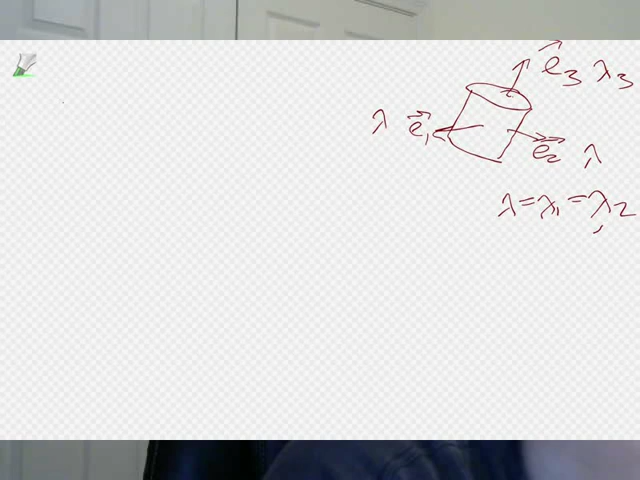 e⃗₃ λ₃
λ e⃗₁
e⃗₂ λ
λ = λ₁ = λ₂